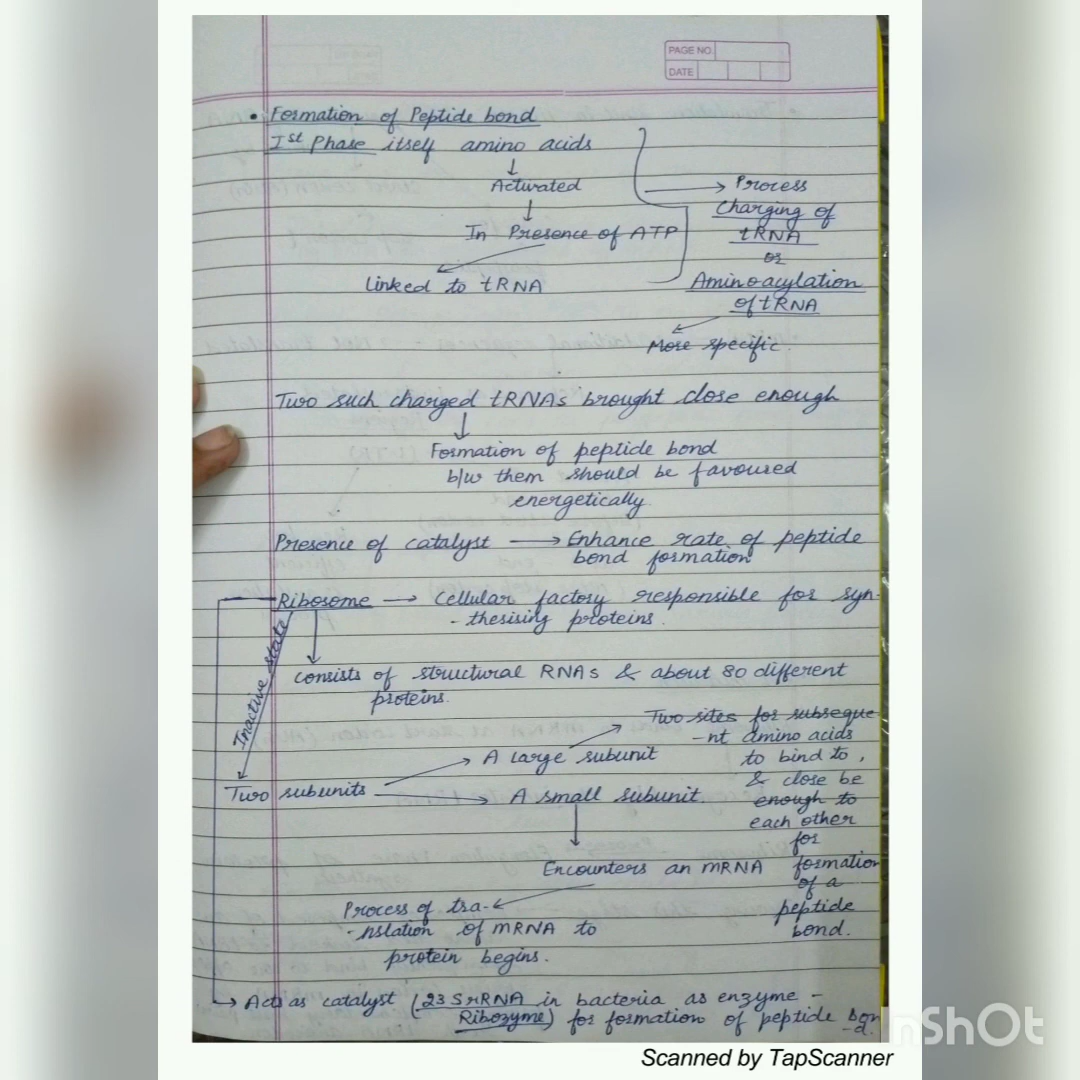 PAGE NO.
DATE
• Formation of Peptide bond
Ist Phase itself amino acids
↓
Activated
↓
In Presence of ATP
Linked to tRNA
→ Process
Charging of
tRNA
or
Aminoacylation
of tRNA
More specific
Two such charged tRNAs brought close enough
↓
Formation of peptide bond
b/w them should be favoured
energetically.
Presence of catalyst → Enhance rate of peptide
bond formation
Ribosome → Cellular factory responsible for syn-
-thesising proteins.
Inactive state
consists of structural RNAs & about 80 different
proteins.
Two subunits
A large subunit
Two sites for subseque-
-nt amino acids
to bind to,
& close be
enough to
each other
for
formation
of a
peptide
bond.
A small subunit
Encounters an mRNA
Process of tra-
-nslation of mRNA to
protein begins.
→ Acts as catalyst (23SrRNA in bacteria as enzyme -
Ribozyme) for formation of peptide bon
-d.
nShOt
Scanned by TapScanner